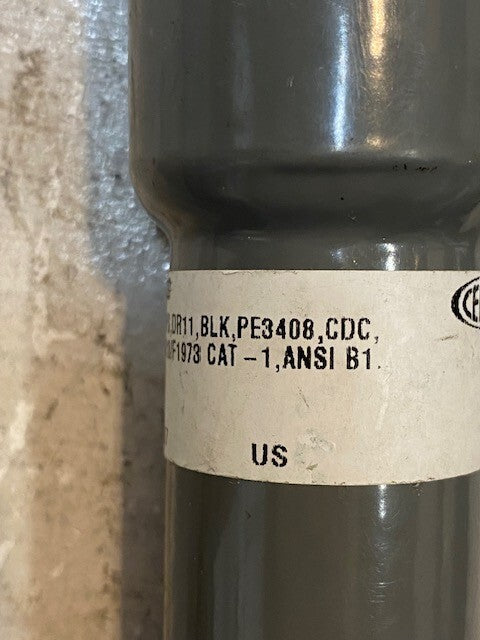 DR11,BLK,PE3408,CDC,
/F1973 CAT-1,ANSI B1.
US